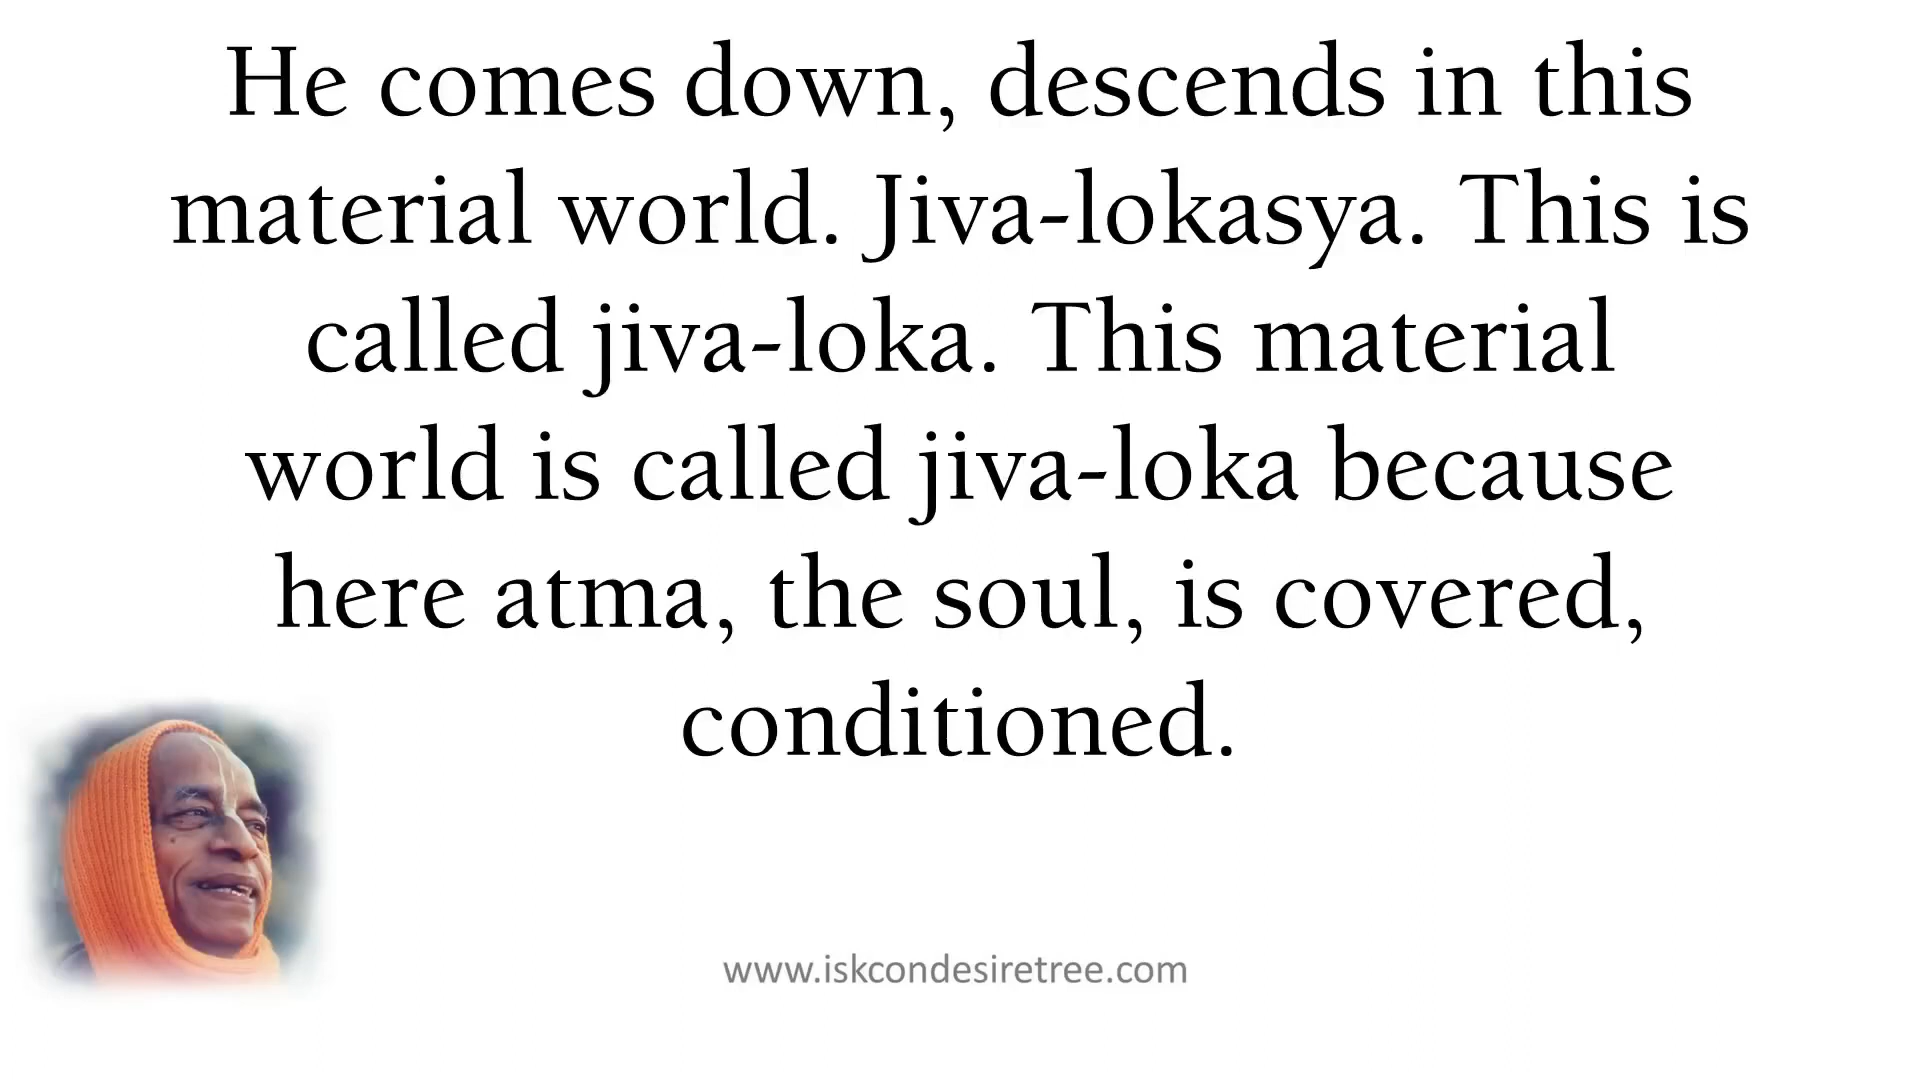 He comes down, descends in this
material world. Jiva-lokasya. This is
called jiva-loka. This material
world is called jiva-loka because
here atma, the soul, is covered,
conditioned.
www.iskcondesiretree.com